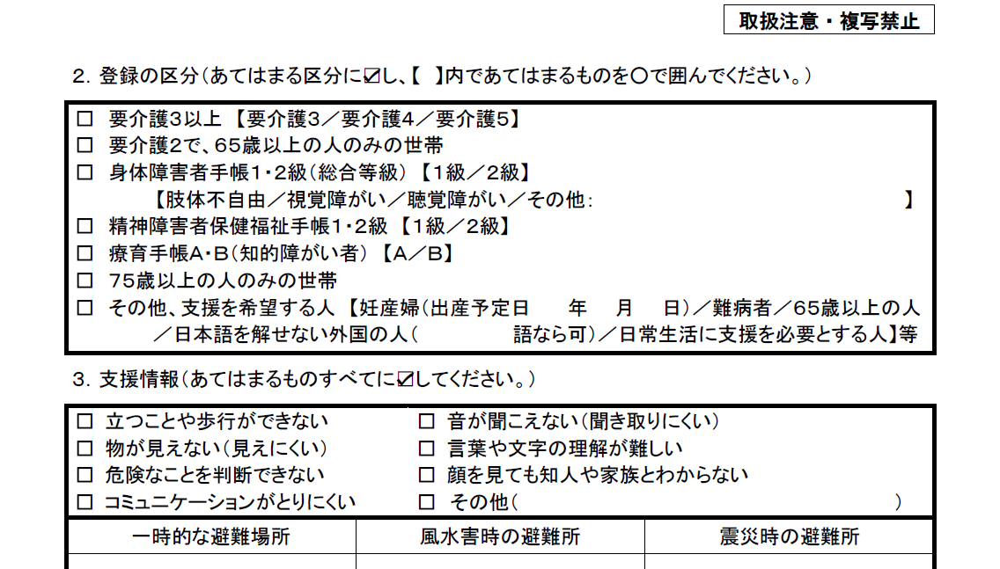 取扱注意・複写禁止
２．登録の区分（あてはまる区分に☑し、【　】内であてはまるものを〇で囲んでください。）
□ 要介護３以上 【要介護３／要介護４／要介護５】
□ 要介護２で、６５歳以上の人のみの世帯
□ 身体障害者手帳１・２級（総合等級） 【１級／２級】
【肢体不自由／視覚障がい／聴覚障がい／その他：　　　　】
□ 精神障害者保健福祉手帳１・２級 【１級／２級】
□ 療育手帳Ａ・Ｂ（知的障がい者） 【Ａ／Ｂ】
□ ７５歳以上の人のみの世帯
□ その他、支援を希望する人 【妊産婦（出産予定日　　年　　月　　日）／難病者／６５歳以上の人
／日本語を解せない外国の人（　　　　語なら可）／日常生活に支援を必要とする人】等
３．支援情報（あてはまるものすべてに☑してください。）
□ 立つことや歩行ができない　□ 音が聞こえない（聞き取りにくい）
□ 物が見えない（見えにくい）　□ 言葉や文字の理解が難しい
□ 危険なことを判断できない　□ 顔を見ても知人や家族とわからない
□ コミュニケーションがとりにくい　□ その他（　　　　）
一時的な避難場所　風水害時の避難所　震災時の避難所